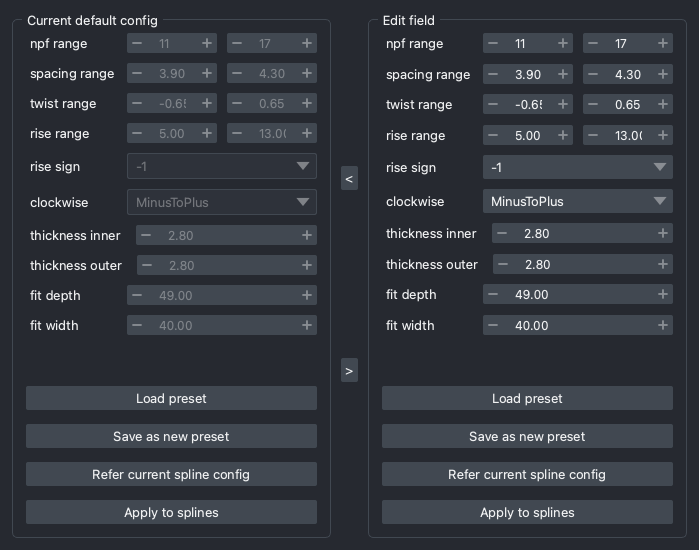 Current default config
npf range 11 17
spacing range 3.90 4.30
twist range -0.65 0.65
rise range 5.00 13.00
rise sign -1
clockwise MinusToPlus
thickness inner 2.80
thickness outer 2.80
fit depth 49.00
fit width 40.00
Load preset
Save as new preset
Refer current spline config
Apply to splines
<
>
Edit field
npf range 11 17
spacing range 3.90 4.30
twist range -0.65 0.65
rise range 5.00 13.00
rise sign -1
clockwise MinusToPlus
thickness inner 2.80
thickness outer 2.80
fit depth 49.00
fit width 40.00
Load preset
Save as new preset
Refer current spline config
Apply to splines